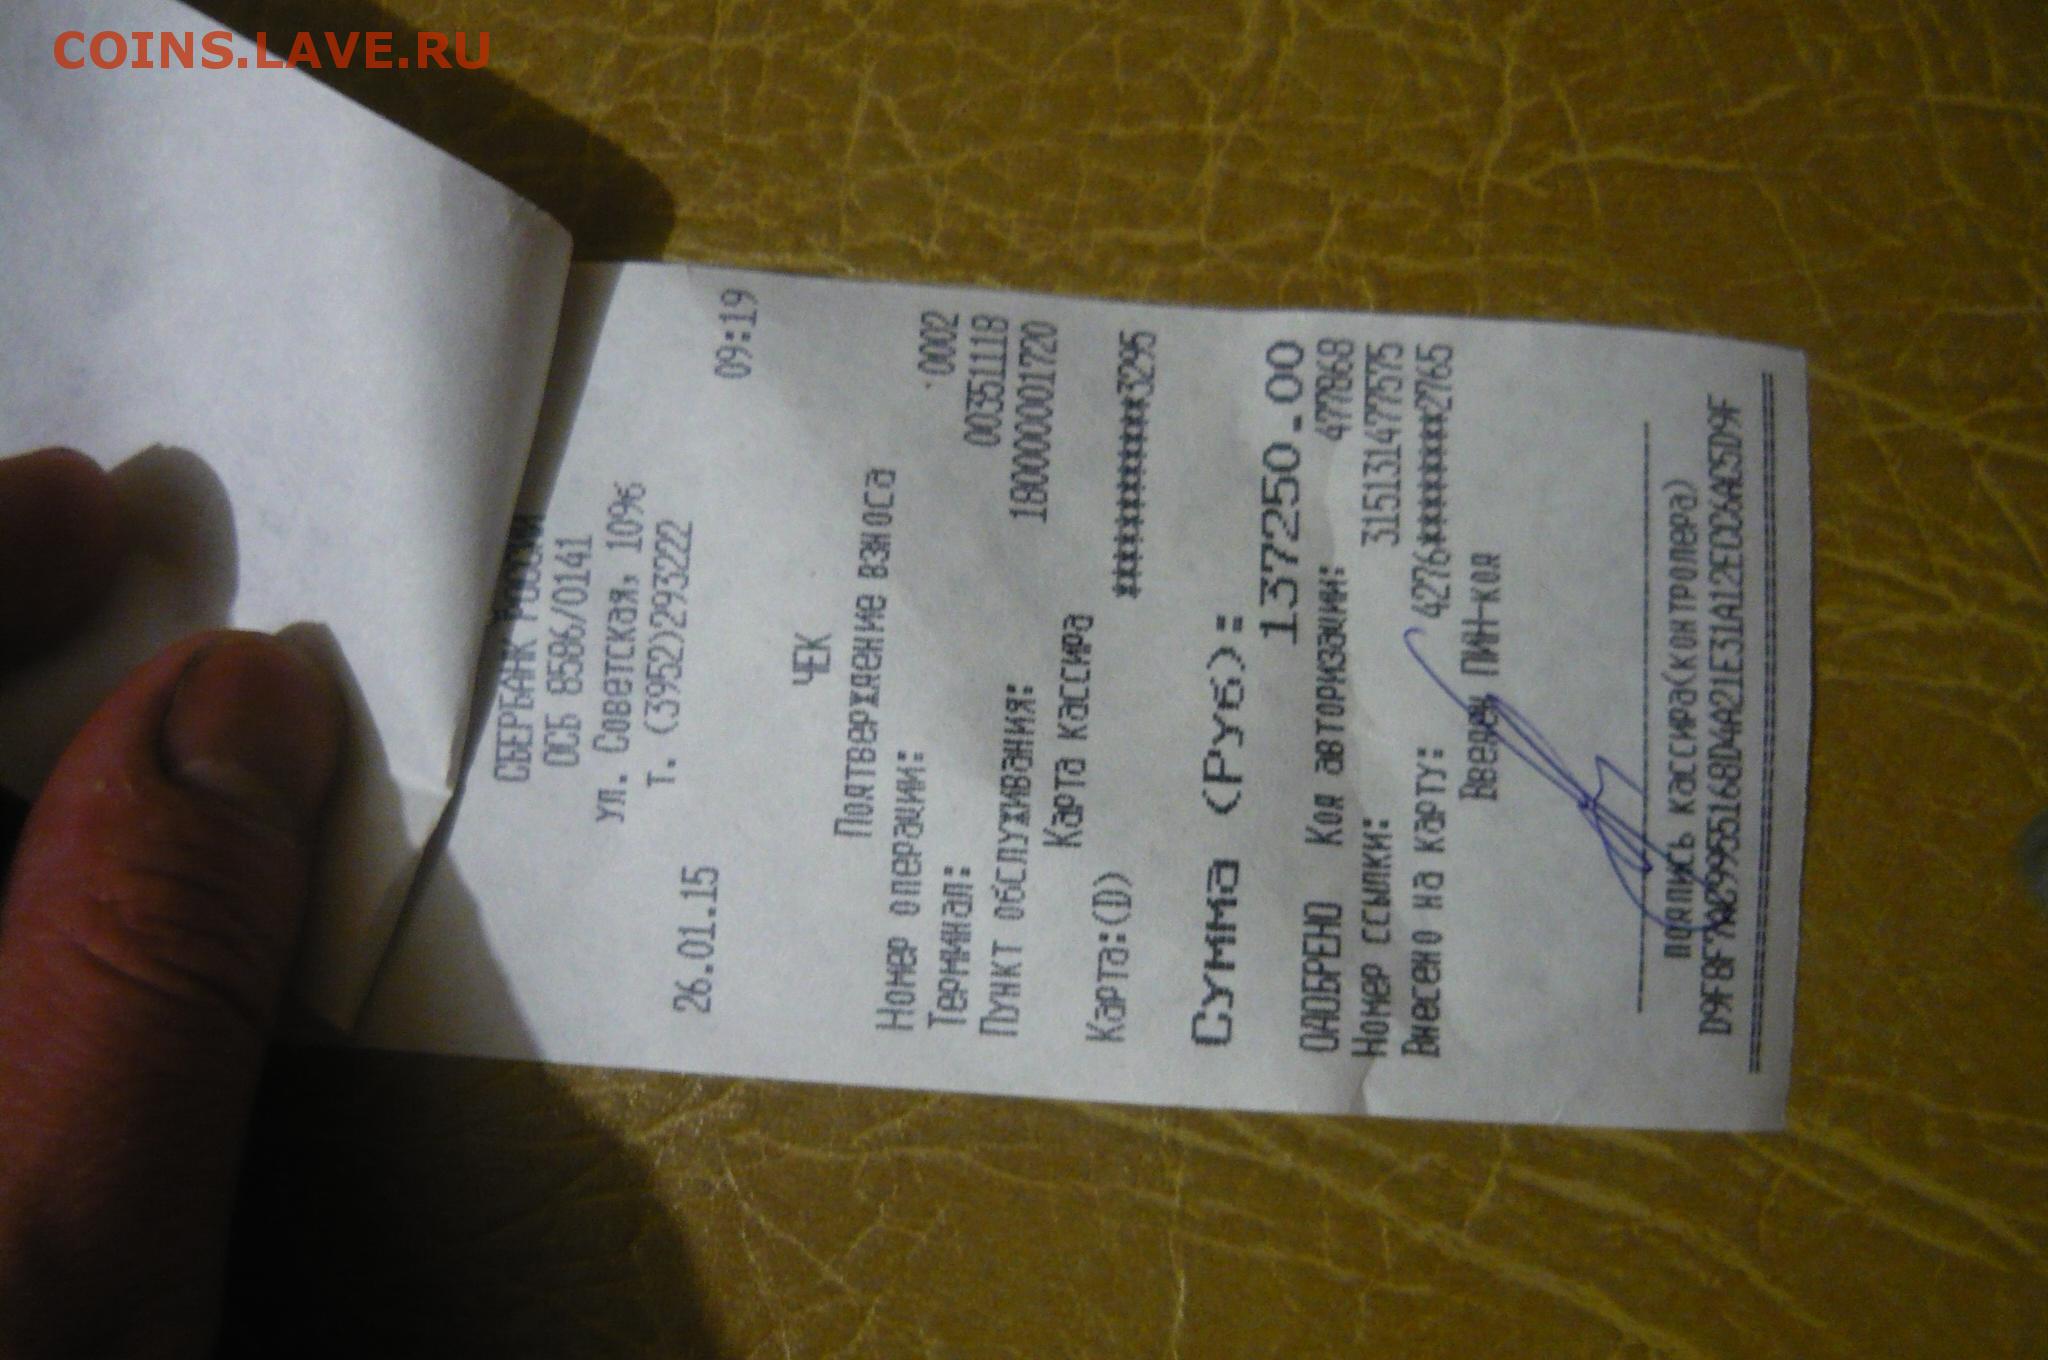 COINS.LAVE.RU
СБЕРБАНК РОССИИ
ОСБ 8586/0141
ул. Советская, 109б
т. (3952)293222
26.01.15 09:19
ЧЕК
Подтверждение взноса
Номер операции: 0002
Терминал: 00351118
Пункт обслуживания: 180000001720
Карта кассира
Карта:(D) ************3295
Сумма (Руб):
137250.00
ОДОБРЕНО Код авторизации: 477868
Номер ссылки: 315131477575
Внесено на карту: 4276********2765
Введен ПИН-код
подпись кассира(контролера)